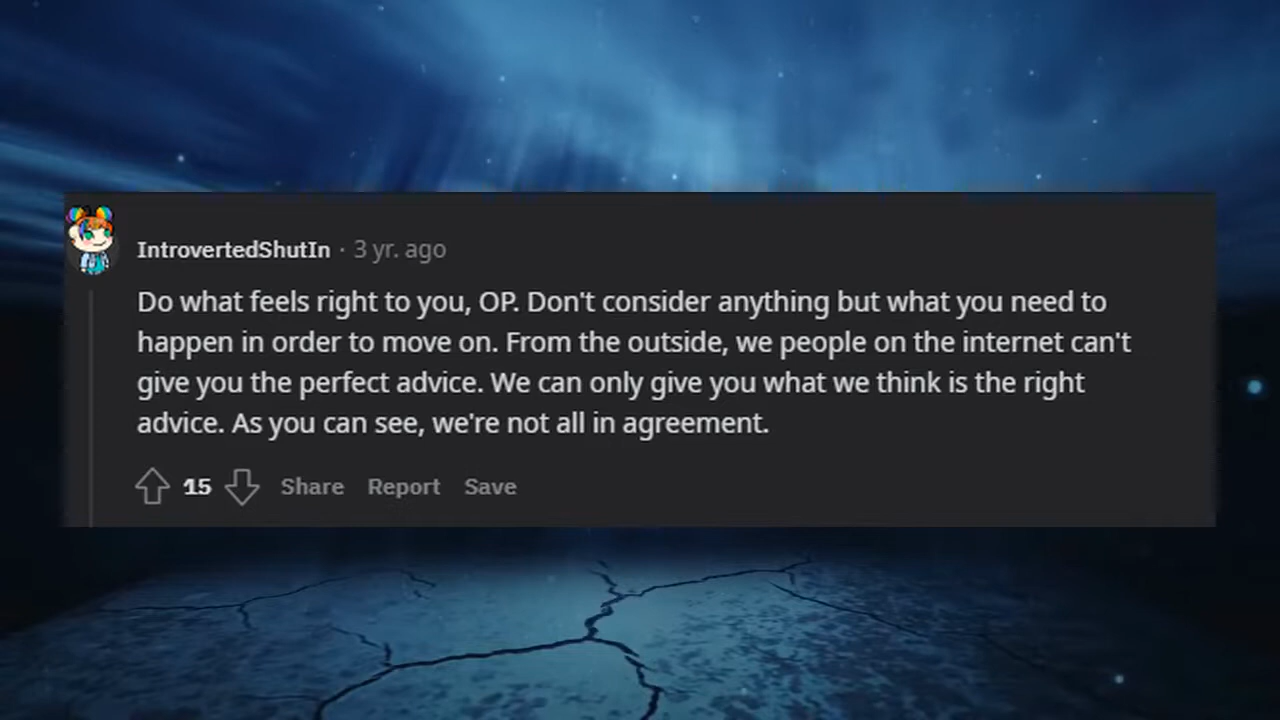 IntrovertedShutIn · 3 yr. ago
Do what feels right to you, OP. Don't consider anything but what you need to
happen in order to move on. From the outside, we people on the internet can't
give you the perfect advice. We can only give you what we think is the right
advice. As you can see, we're not all in agreement.
15 Share Report Save